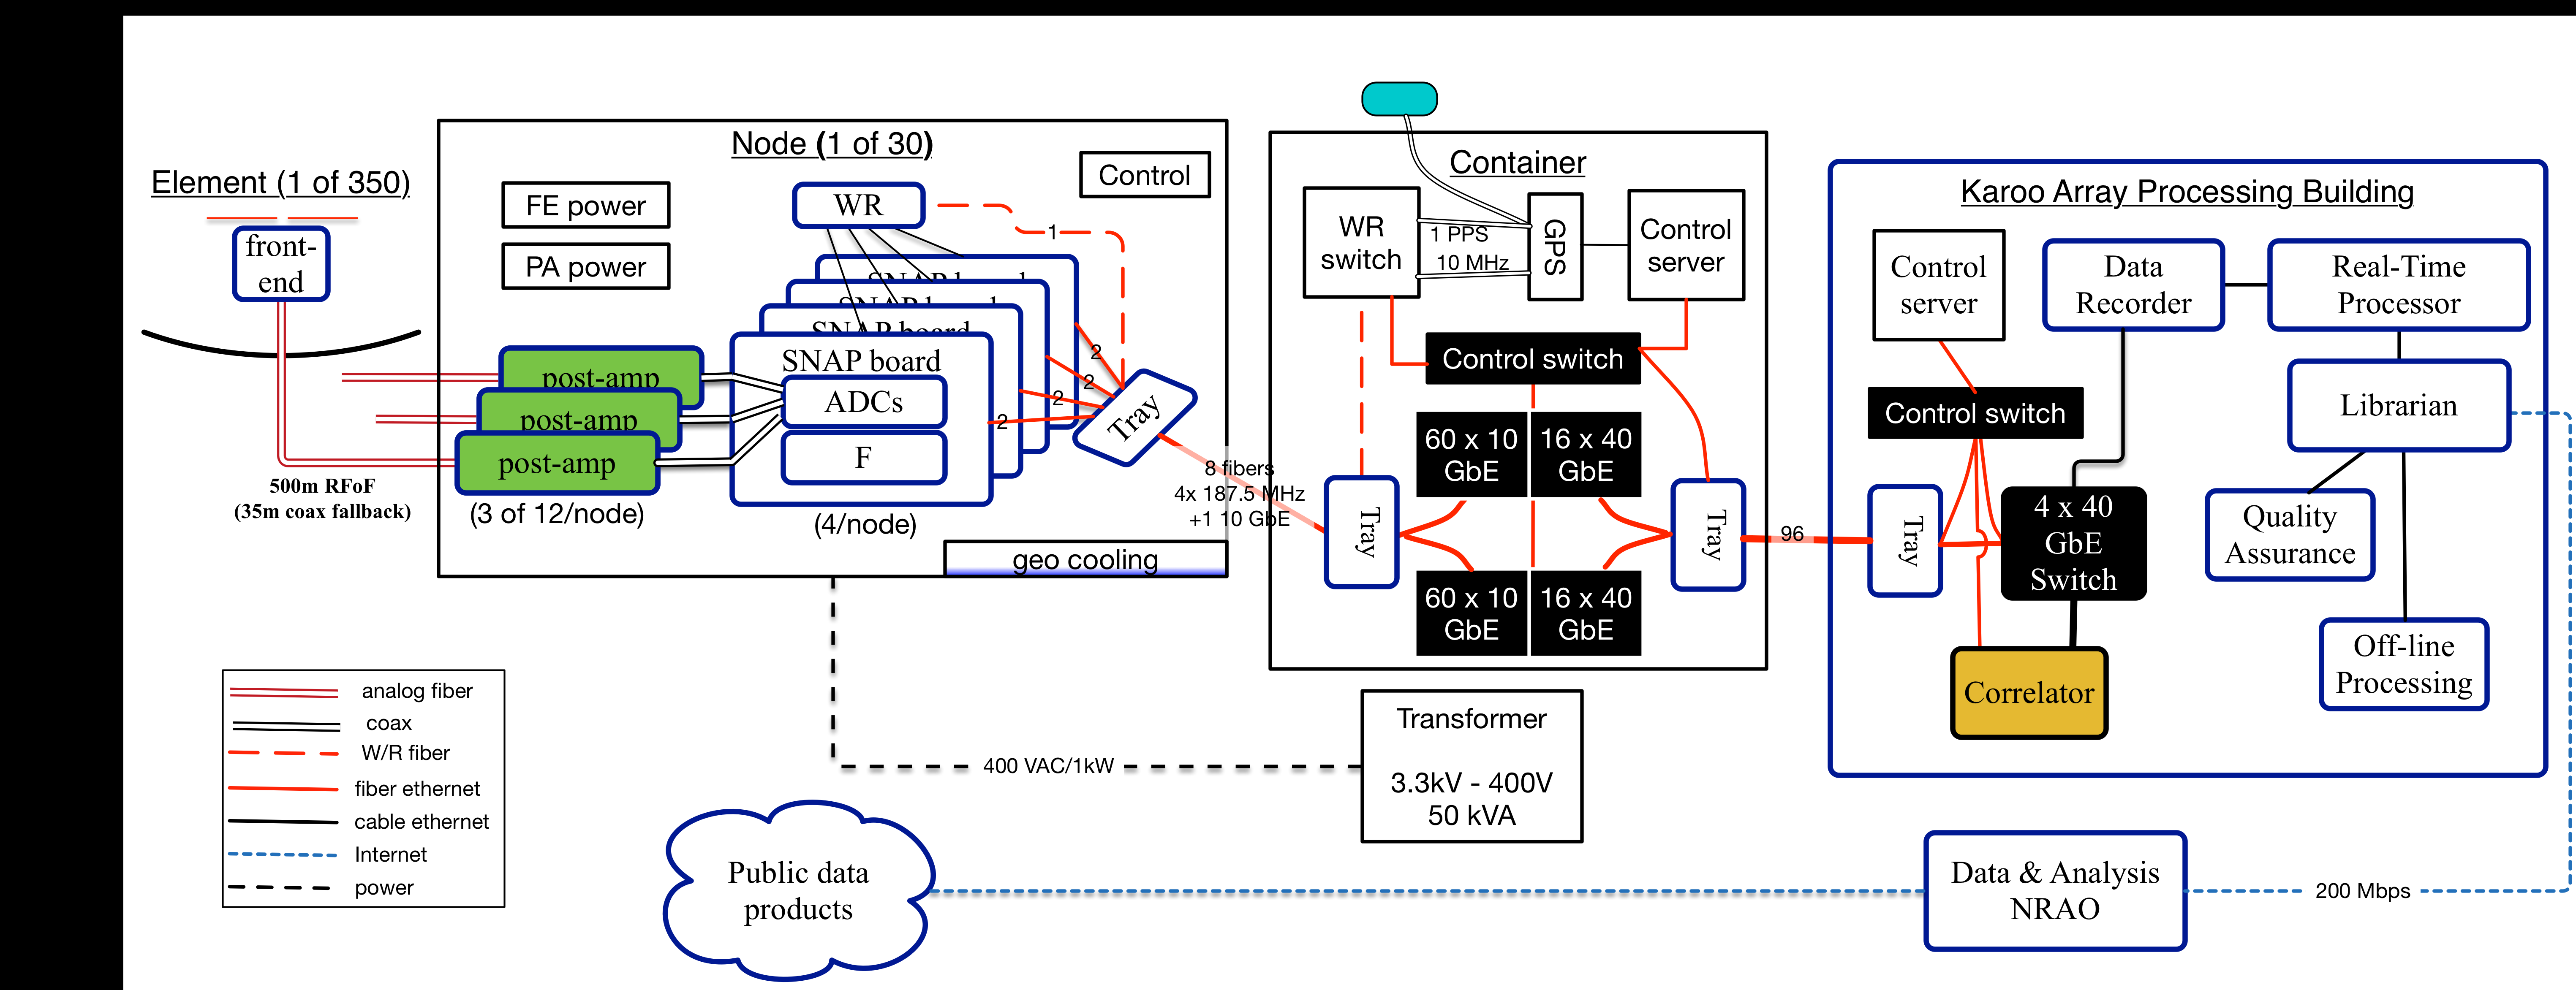 Element (1 of 350)
front-
end
500m RFoF
(35m coax fallback)
Node (1 of 30)
Control
FE power
PA power
WR
1
SNAP board
SNAP board
SNAP board
SNAP board
ADCs
F
post-amp
post-amp
post-amp
(3 of 12/node)
(4/node)
2
2
2
2
Tray
geo cooling
8 fibers
4x 187.5 MHz
+1 10 GbE
Container
WR
switch
1 PPS
10 MHz
GPS
Control
server
Control switch
60 x 10
GbE
16 x 40
GbE
60 x 10
GbE
16 x 40
GbE
Tray
Tray
96
Karoo Array Processing Building
Control
server
Data
Recorder
Real-Time
Processor
Control switch
Librarian
Tray
4 x 40
GbE
Switch
Quality
Assurance
Correlator
Off-line
Processing
analog fiber
coax
W/R fiber
fiber ethernet
cable ethernet
Internet
power
400 VAC/1kW
Transformer
3.3kV - 400V
50 kVA
Public data
products
Data & Analysis
NRAO
200 Mbps